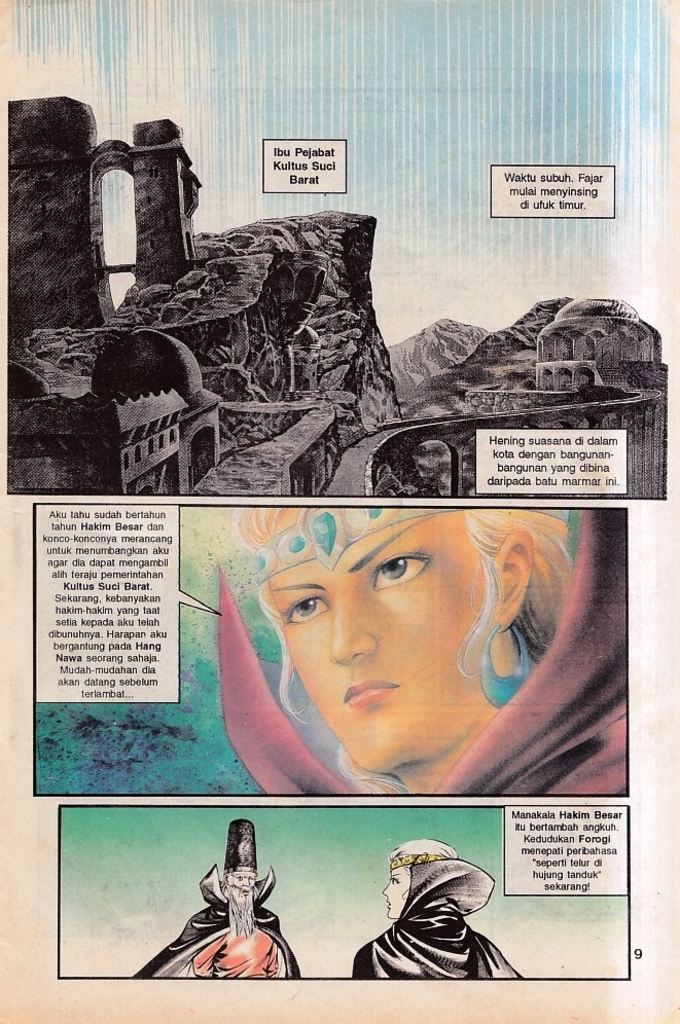 Ibu Pejabat
Kultus Suci
Barat
Waktu subuh. Fajar
mulai menyinsing
di ufuk timur.
Hening suasana di dalam
kota dengan bangunan-
bangunan yang dibina
daripada batu marmar ini.
Aku tahu sudah bertahun
tahun Hakim Besar dan
konco-konconya merancang
untuk menumbangkan aku
agar dia dapat mengambil
alih teraju pemerintahan
Kultus Suci Barat.
Sekarang, kebanyakan
hakim-hakim yang taat
setia kepada aku telah
dibunuhnya. Harapan aku
bergantung pada Hang
Nawa seorang sahaja.
Mudah-mudahan dia
akan datang sebelum
terlambat...
Manakala Hakim Besar
itu bertambah angkuh.
Kedudukan Forogi
menepati peribahasa
"seperti telur di
hujung tanduk"
sekarang!
9